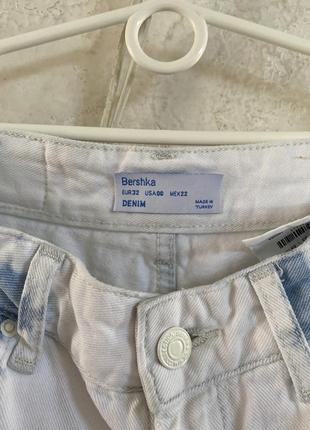 Bershka
EUR32 USA00 MEX22
DENIM
MADE IN
TURKEY